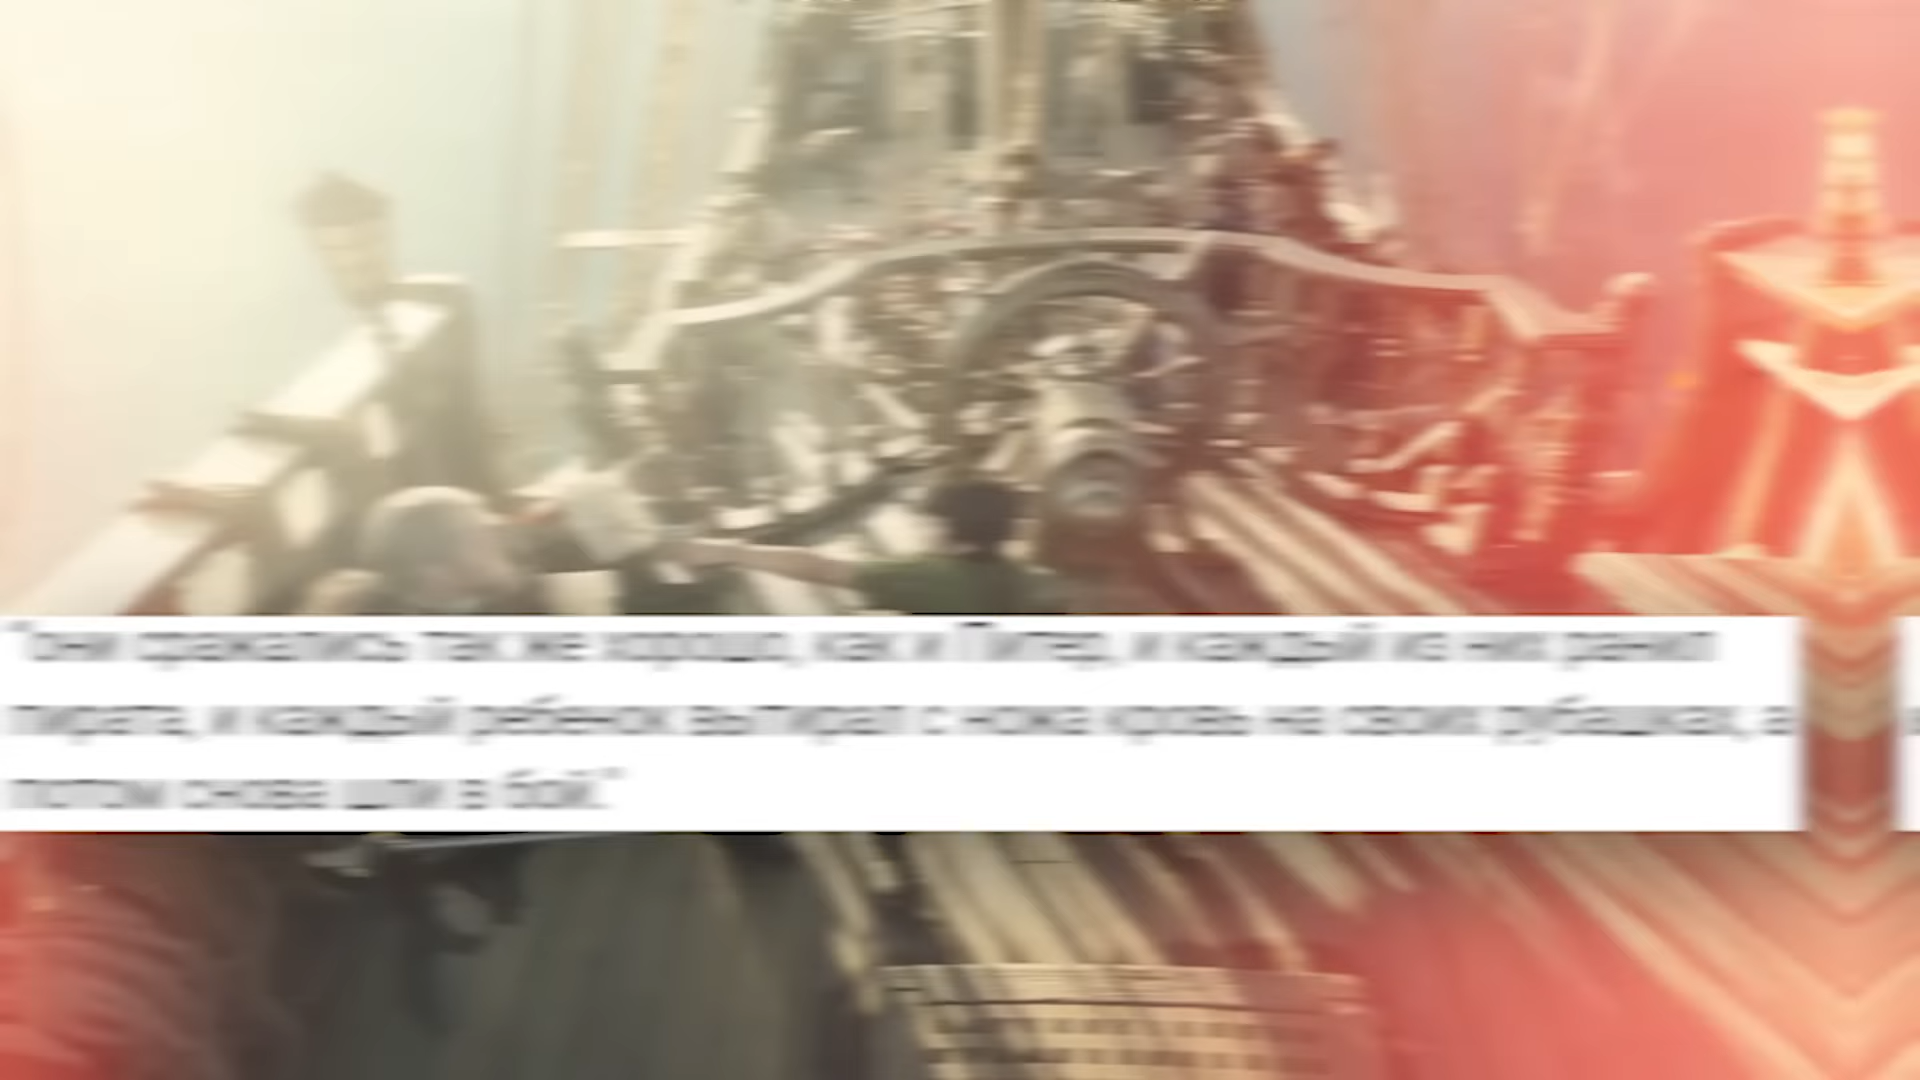 "они сражались так же хорошо, как и Питер, и каждый из них ранил
пирата, и каждый ребенок вытирал с ножа кровь на своих рубашках, а
потом снова шли в бой."